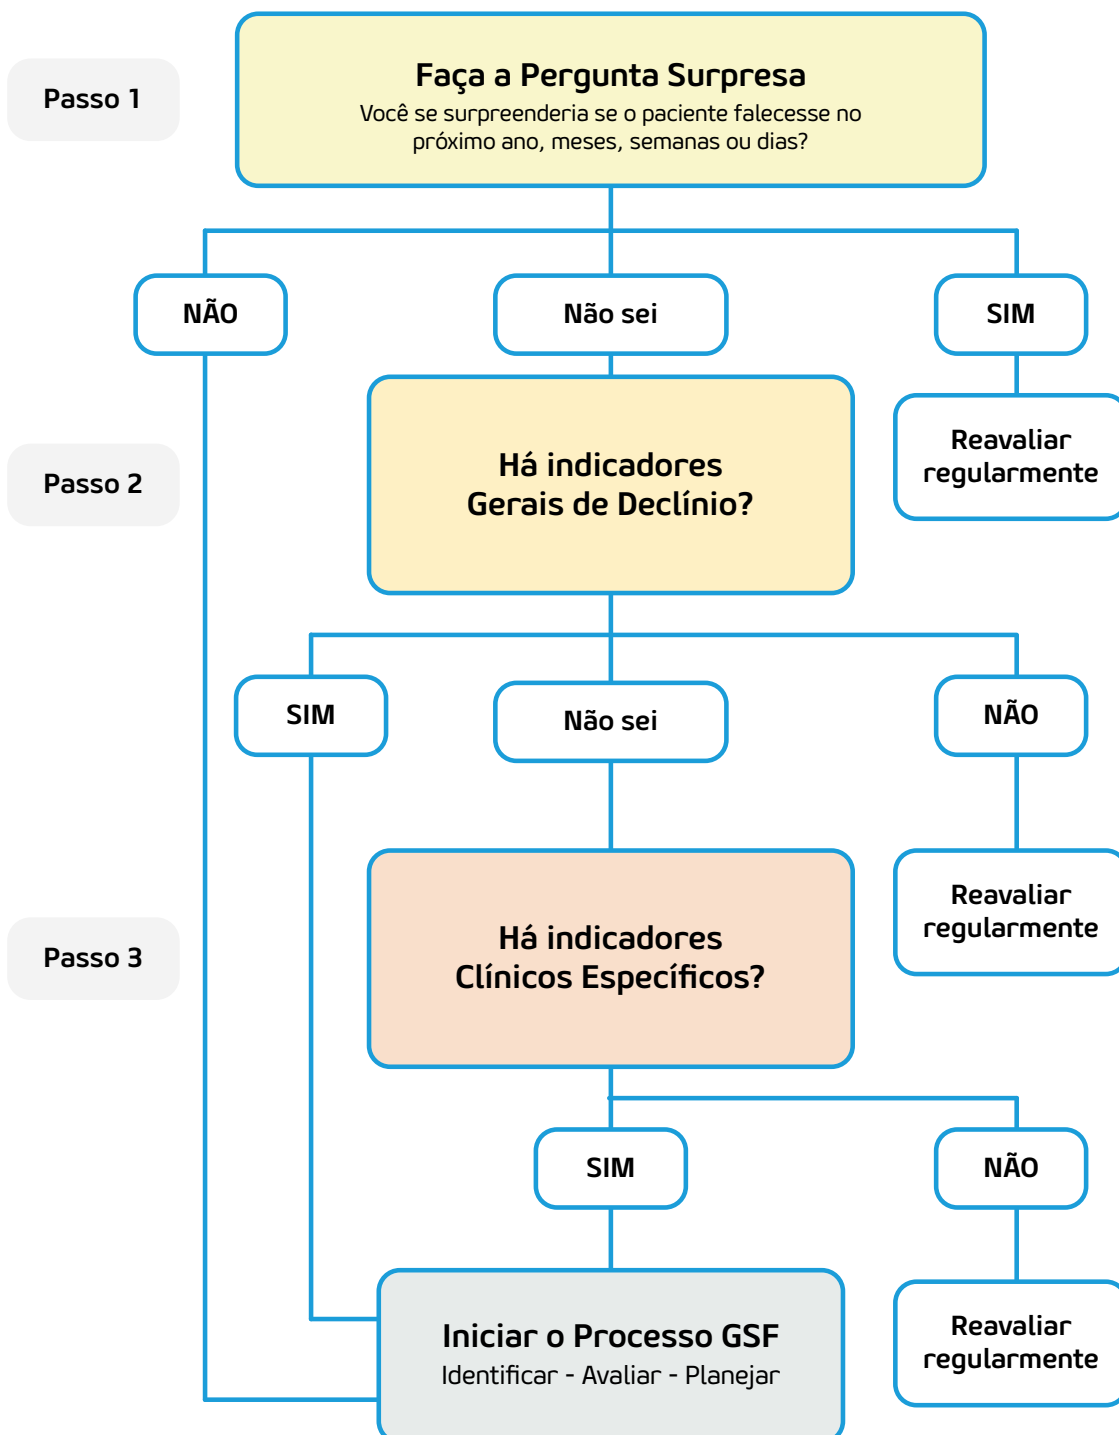 Passo 1
Faça a Pergunta Surpresa
Você se surpreenderia se o paciente falecesse no
próximo ano, meses, semanas ou dias?
NÃO
Não sei
SIM
Reavaliar
regularmente
Passo 2
Há indicadores
Gerais de Declínio?
SIM
Não sei
NÃO
Reavaliar
regularmente
Passo 3
Há indicadores
Clínicos Específicos?
SIM
NÃO
Iniciar o Processo GSF
Identificar - Avaliar - Planejar
Reavaliar
regularmente